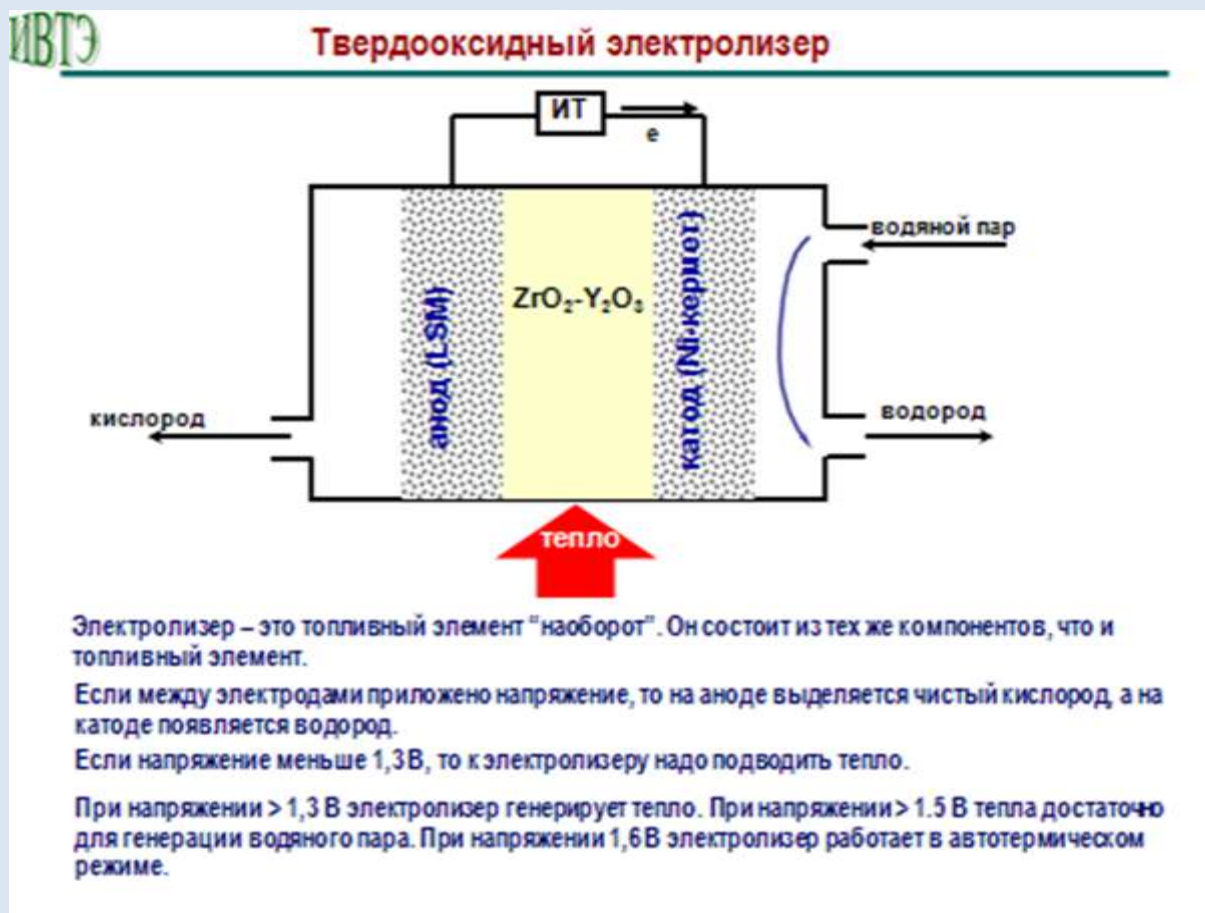 ИВТЭ
Твердооксидный электролизер
ИТ
e
водяной пар
ZrO₂-Y₂O₃
анод (LSM)
катод (Ni-кермет)
кислород
водород
тепло
Электролизер – это топливный элемент "наоборот". Он состоит из тех же компонентов, что и
топливный элемент.
Если между электродами приложено напряжение, то на аноде выделяется чистый кислород, а на
катоде появляется водород.
Если напряжение меньше 1,3 В, то к электролизеру надо подводить тепло.
При напряжении > 1,3 В электролизер генерирует тепло. При напряжении > 1.5 В тепла достаточно
для генерации водяного пара. При напряжении 1,6 В электролизер работает в автотермическом
режиме.